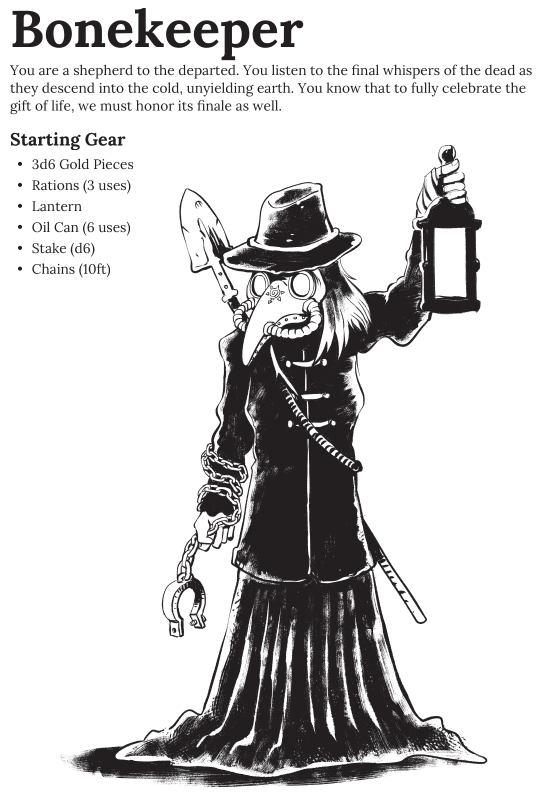 Bonekeeper
You are a shepherd to the departed. You listen to the final whispers of the dead as
they descend into the cold, unyielding earth. You know that to fully celebrate the
gift of life, we must honor its finale as well.
Starting Gear
• 3d6 Gold Pieces
• Rations (3 uses)
• Lantern
• Oil Can (6 uses)
• Stake (d6)
• Chains (10ft)